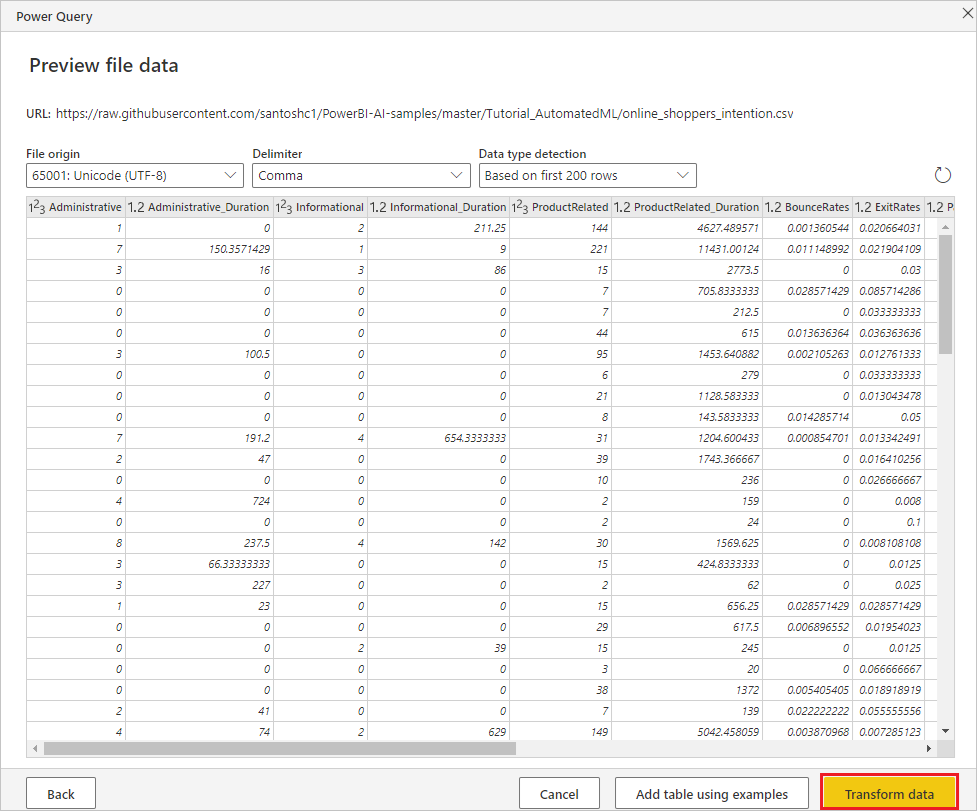 Power Query
Preview file data
URL: https://raw.githubusercontent.com/santoshc1/PowerBI-AI-samples/master/Tutorial_AutomatedML/online_shoppers_intention.csv
File origin Delimiter Data type detection
65001: Unicode (UTF-8) Comma Based on first 200 rows
123 Administrative 1.2 Administrative_Duration 123 Informational 1.2 Informational_Duration 123 ProductRelated 1.2 ProductRelated_Duration 1.2 BounceRates 1.2 ExitRates 1.2 P
1 0 2 211.25 144 4627.489571 0.001360544 0.020664031
7 150.3571429 1 9 221 11431.00124 0.011148992 0.021904109
3 16 3 86 15 2773.5 0 0.03
0 0 0 0 7 705.8333333 0.028571429 0.085714286
0 0 0 0 7 212.5 0 0.033333333
0 0 0 0 44 615 0.013636364 0.036363636
3 100.5 0 0 95 1453.640882 0.002105263 0.012761333
0 0 0 0 6 279 0 0.033333333
0 0 0 0 21 1128.583333 0 0.013043478
0 0 0 0 8 143.5833333 0.014285714 0.05
7 191.2 4 654.3333333 31 1204.600433 0.000854701 0.013342491
2 47 0 0 39 1743.366667 0 0.016410256
0 0 0 0 10 236 0 0.026666667
4 724 0 0 2 159 0 0.008
0 0 0 0 2 24 0 0.1
8 237.5 4 142 30 1569.625 0 0.008108108
3 66.33333333 0 0 15 424.8333333 0 0.0125
3 227 0 0 2 62 0 0.025
1 23 0 0 15 656.25 0.028571429 0.028571429
0 0 0 0 29 617.5 0.006896552 0.01954023
0 0 2 39 15 245 0 0.0125
0 0 0 0 3 20 0 0.066666667
0 0 0 0 38 1372 0.005405405 0.018918919
2 41 0 0 7 139 0.022222222 0.055555556
4 74 2 629 149 5042.458059 0.003870968 0.007285123
Back Cancel Add table using examples Transform data